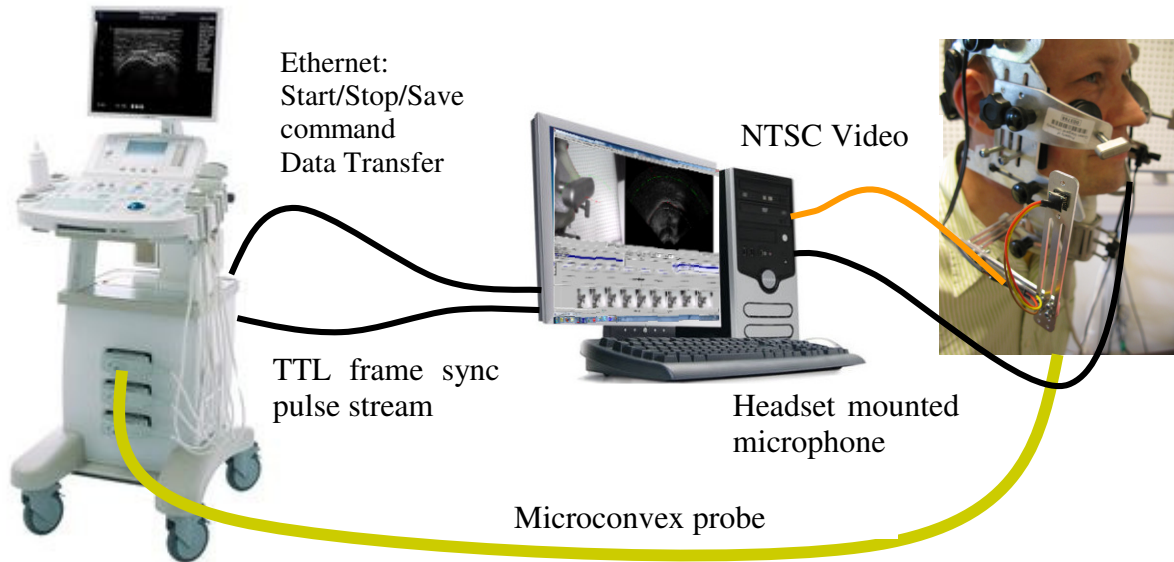 Ethernet:
Start/Stop/Save
command
Data Transfer
NTSC Video
TTL frame sync
pulse stream
Headset mounted
microphone
Microconvex probe